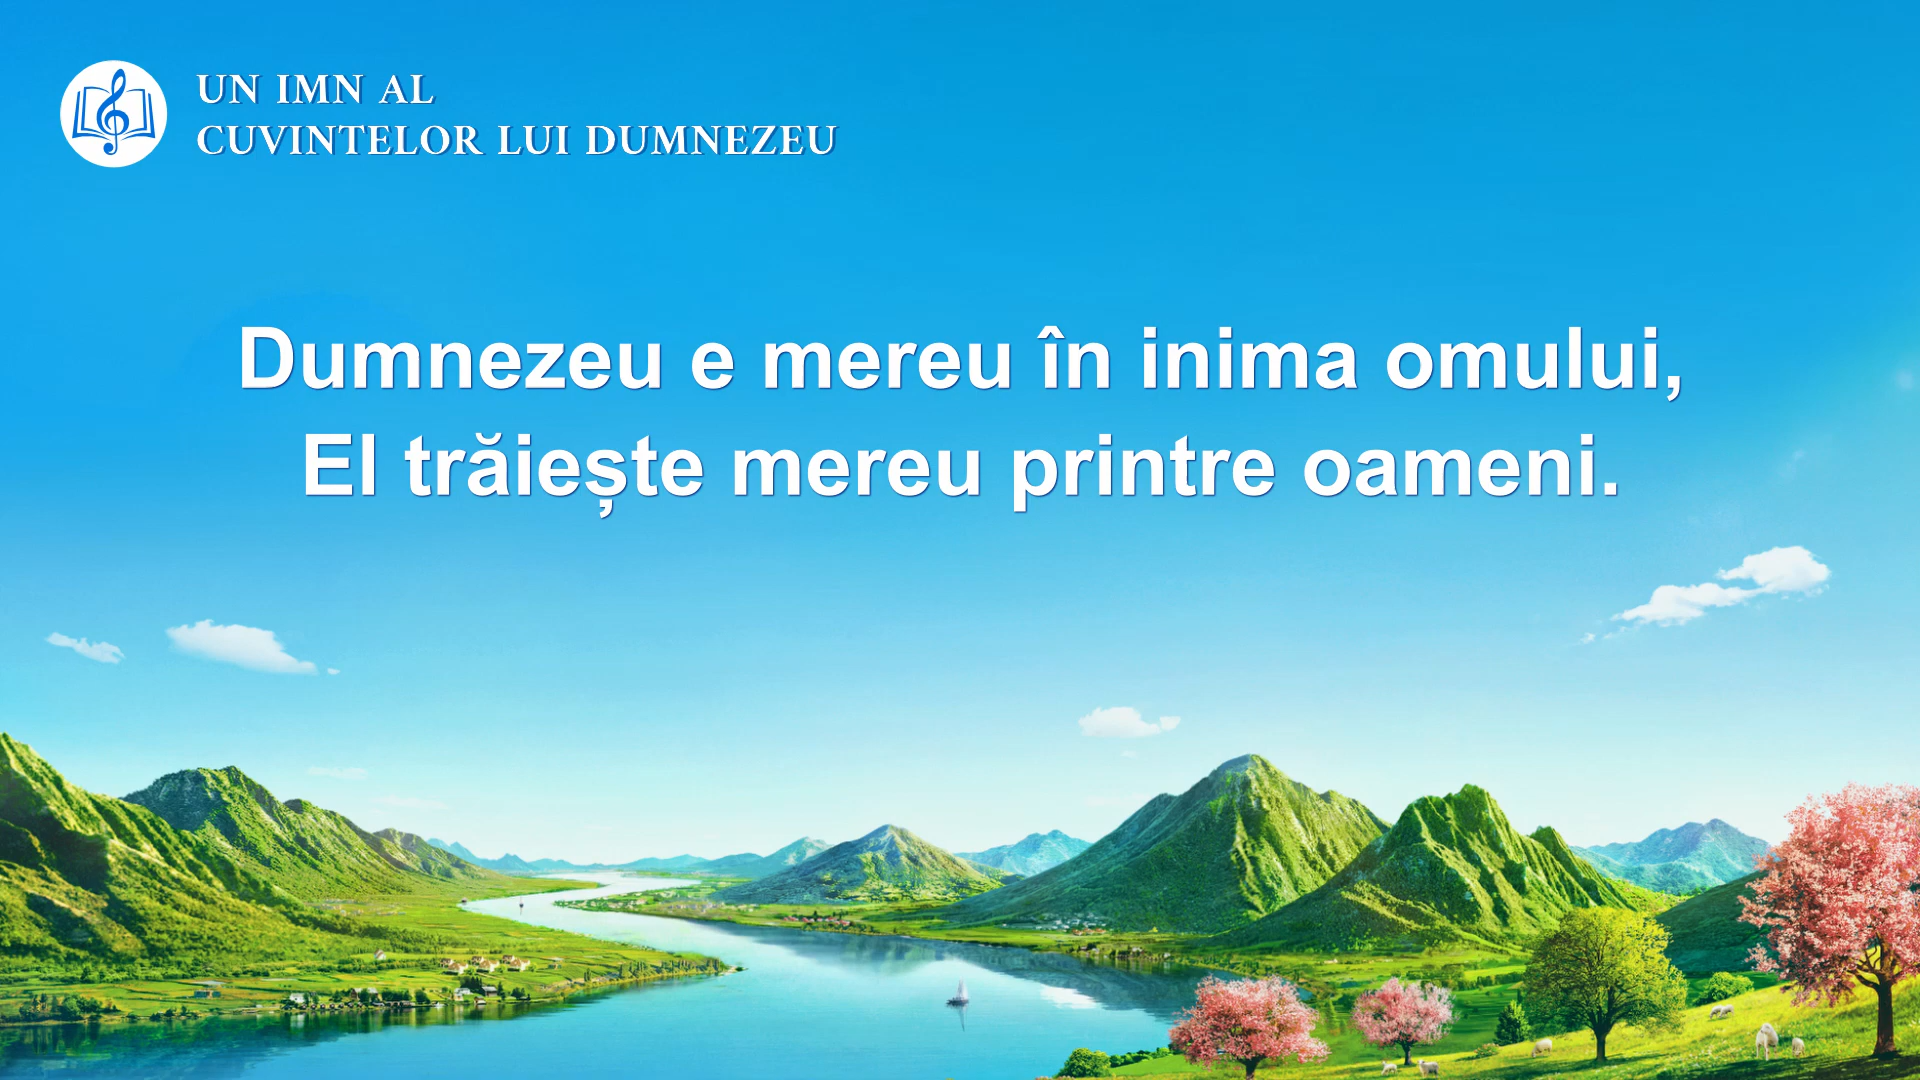 UN IMN AL
CUVINTELOR LUI DUMNEZEU
Dumnezeu e mereu în inima omului,
El trăiește mereu printre oameni.